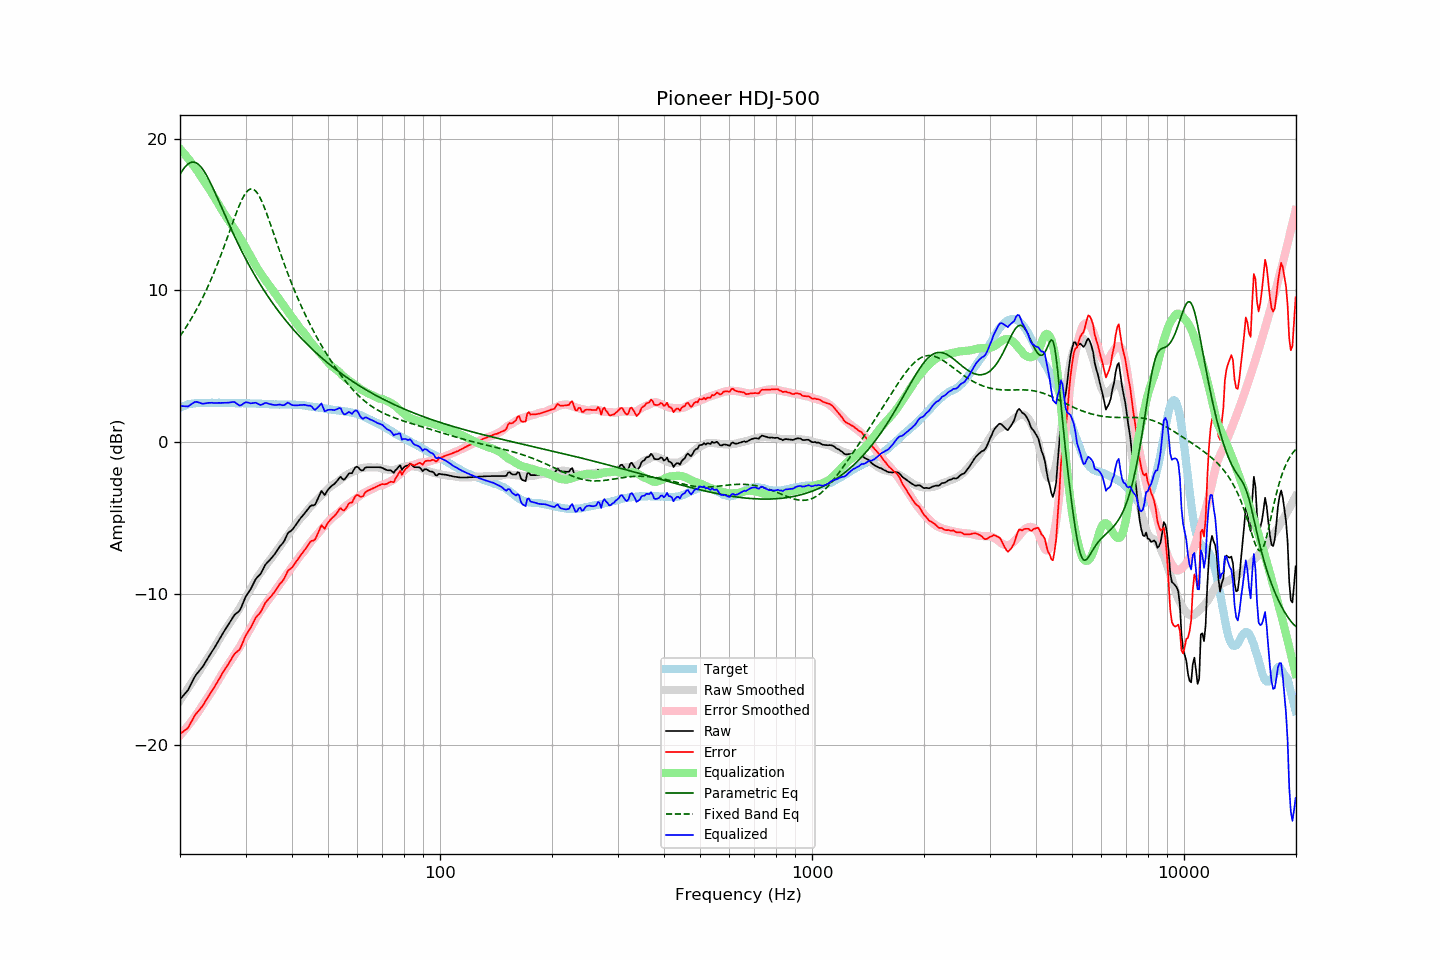 Pioneer HDJ-500
Amplitude (dBr)
20
10
0
−10
−20
Target
Raw Smoothed
Error Smoothed
Raw
Error
Equalization
Parametric Eq
Fixed Band Eq
Equalized
100
1000
10000
Frequency (Hz)